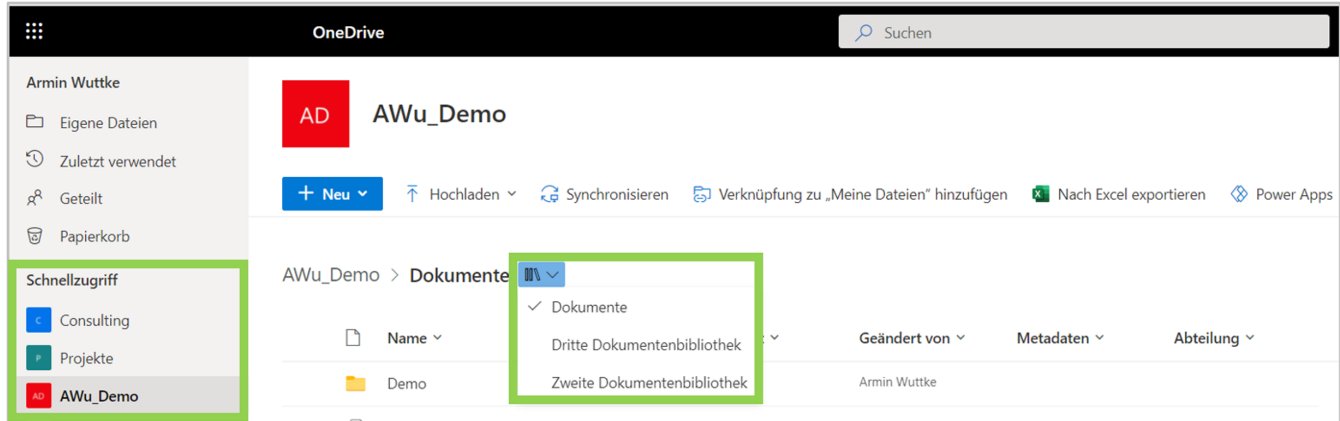 OneDrive
Suchen
Armin Wuttke
Eigene Dateien
Zuletzt verwendet
Geteilt
Papierkorb
Schnellzugriff
C Consulting
P Projekte
AD AWu_Demo
AD AWu_Demo
Neu Hochladen Synchronisieren Verknüpfung zu „Meine Dateien“ hinzufügen Nach Excel exportieren Power Apps
AWu_Demo > Dokumente
Dokumente
Dritte Dokumentenbibliothek
Zweite Dokumentenbibliothek
Name Geändert von Metadaten Abteilung
Demo Armin Wuttke